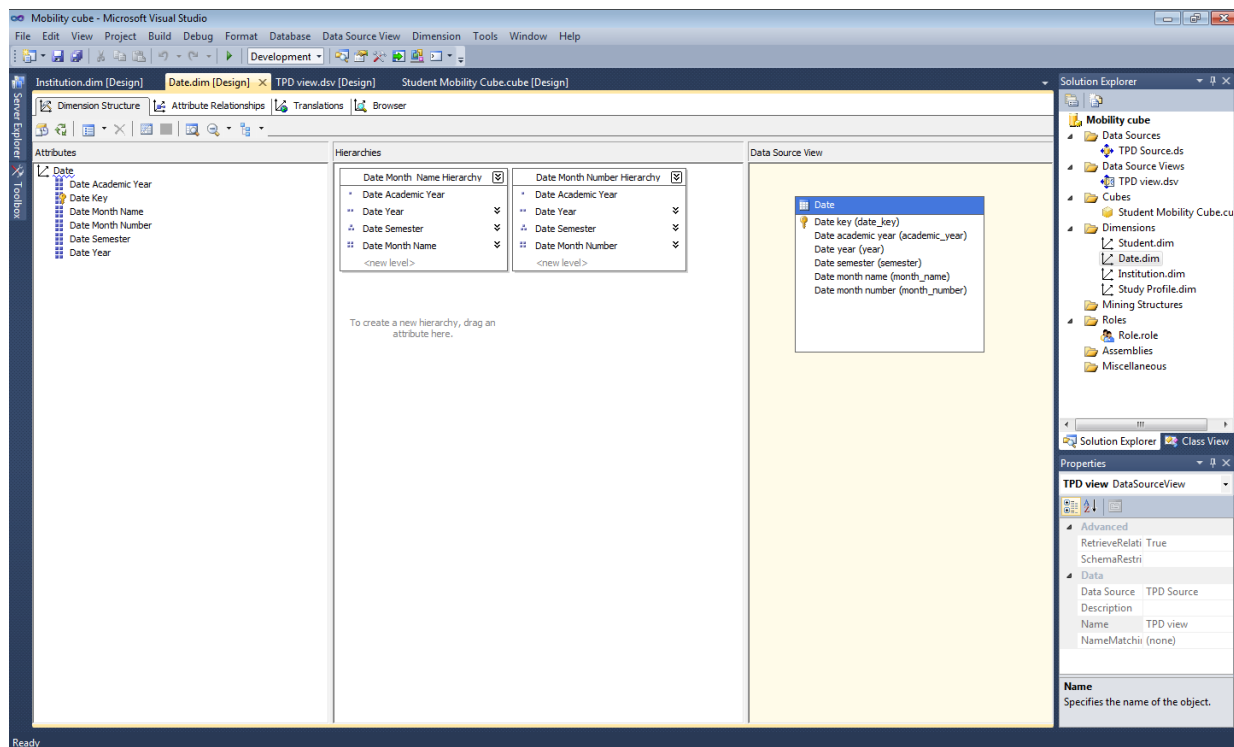 Mobility cube - Microsoft Visual Studio
File Edit View Project Build Debug Format Database Data Source View Dimension Tools Window Help
Development
Institution.dim [Design] Date.dim [Design] TPD view.dsv [Design] Student Mobility Cube.cube [Design]
Server Explorer
Toolbox
Dimension Structure Attribute Relationships Translations Browser
Attributes
Date
Date Academic Year
Date Key
Date Month Name
Date Month Number
Date Semester
Date Year
Hierarchies
Date Month Name Hierarchy
Date Academic Year
Date Year
Date Semester
Date Month Name
<new level>
Date Month Number Hierarchy
Date Academic Year
Date Year
Date Semester
Date Month Number
<new level>
To create a new hierarchy, drag an
attribute here.
Data Source View
Date
Date key (date_key)
Date academic year (academic_year)
Date year (year)
Date semester (semester)
Date month name (month_name)
Date month number (month_number)
Solution Explorer
Mobility cube
Data Sources
TPD Source.ds
Data Source Views
TPD view.dsv
Cubes
Student Mobility Cube.cu
Dimensions
Student.dim
Date.dim
Institution.dim
Study Profile.dim
Mining Structures
Roles
Role.role
Assemblies
Miscellaneous
Solution Explorer Class View
Properties
TPD view DataSourceView
Advanced
RetrieveRelati True
SchemaRestri
Data
Data Source TPD Source
Description
Name TPD view
NameMatchi (none)
Name
Specifies the name of the object.
Ready